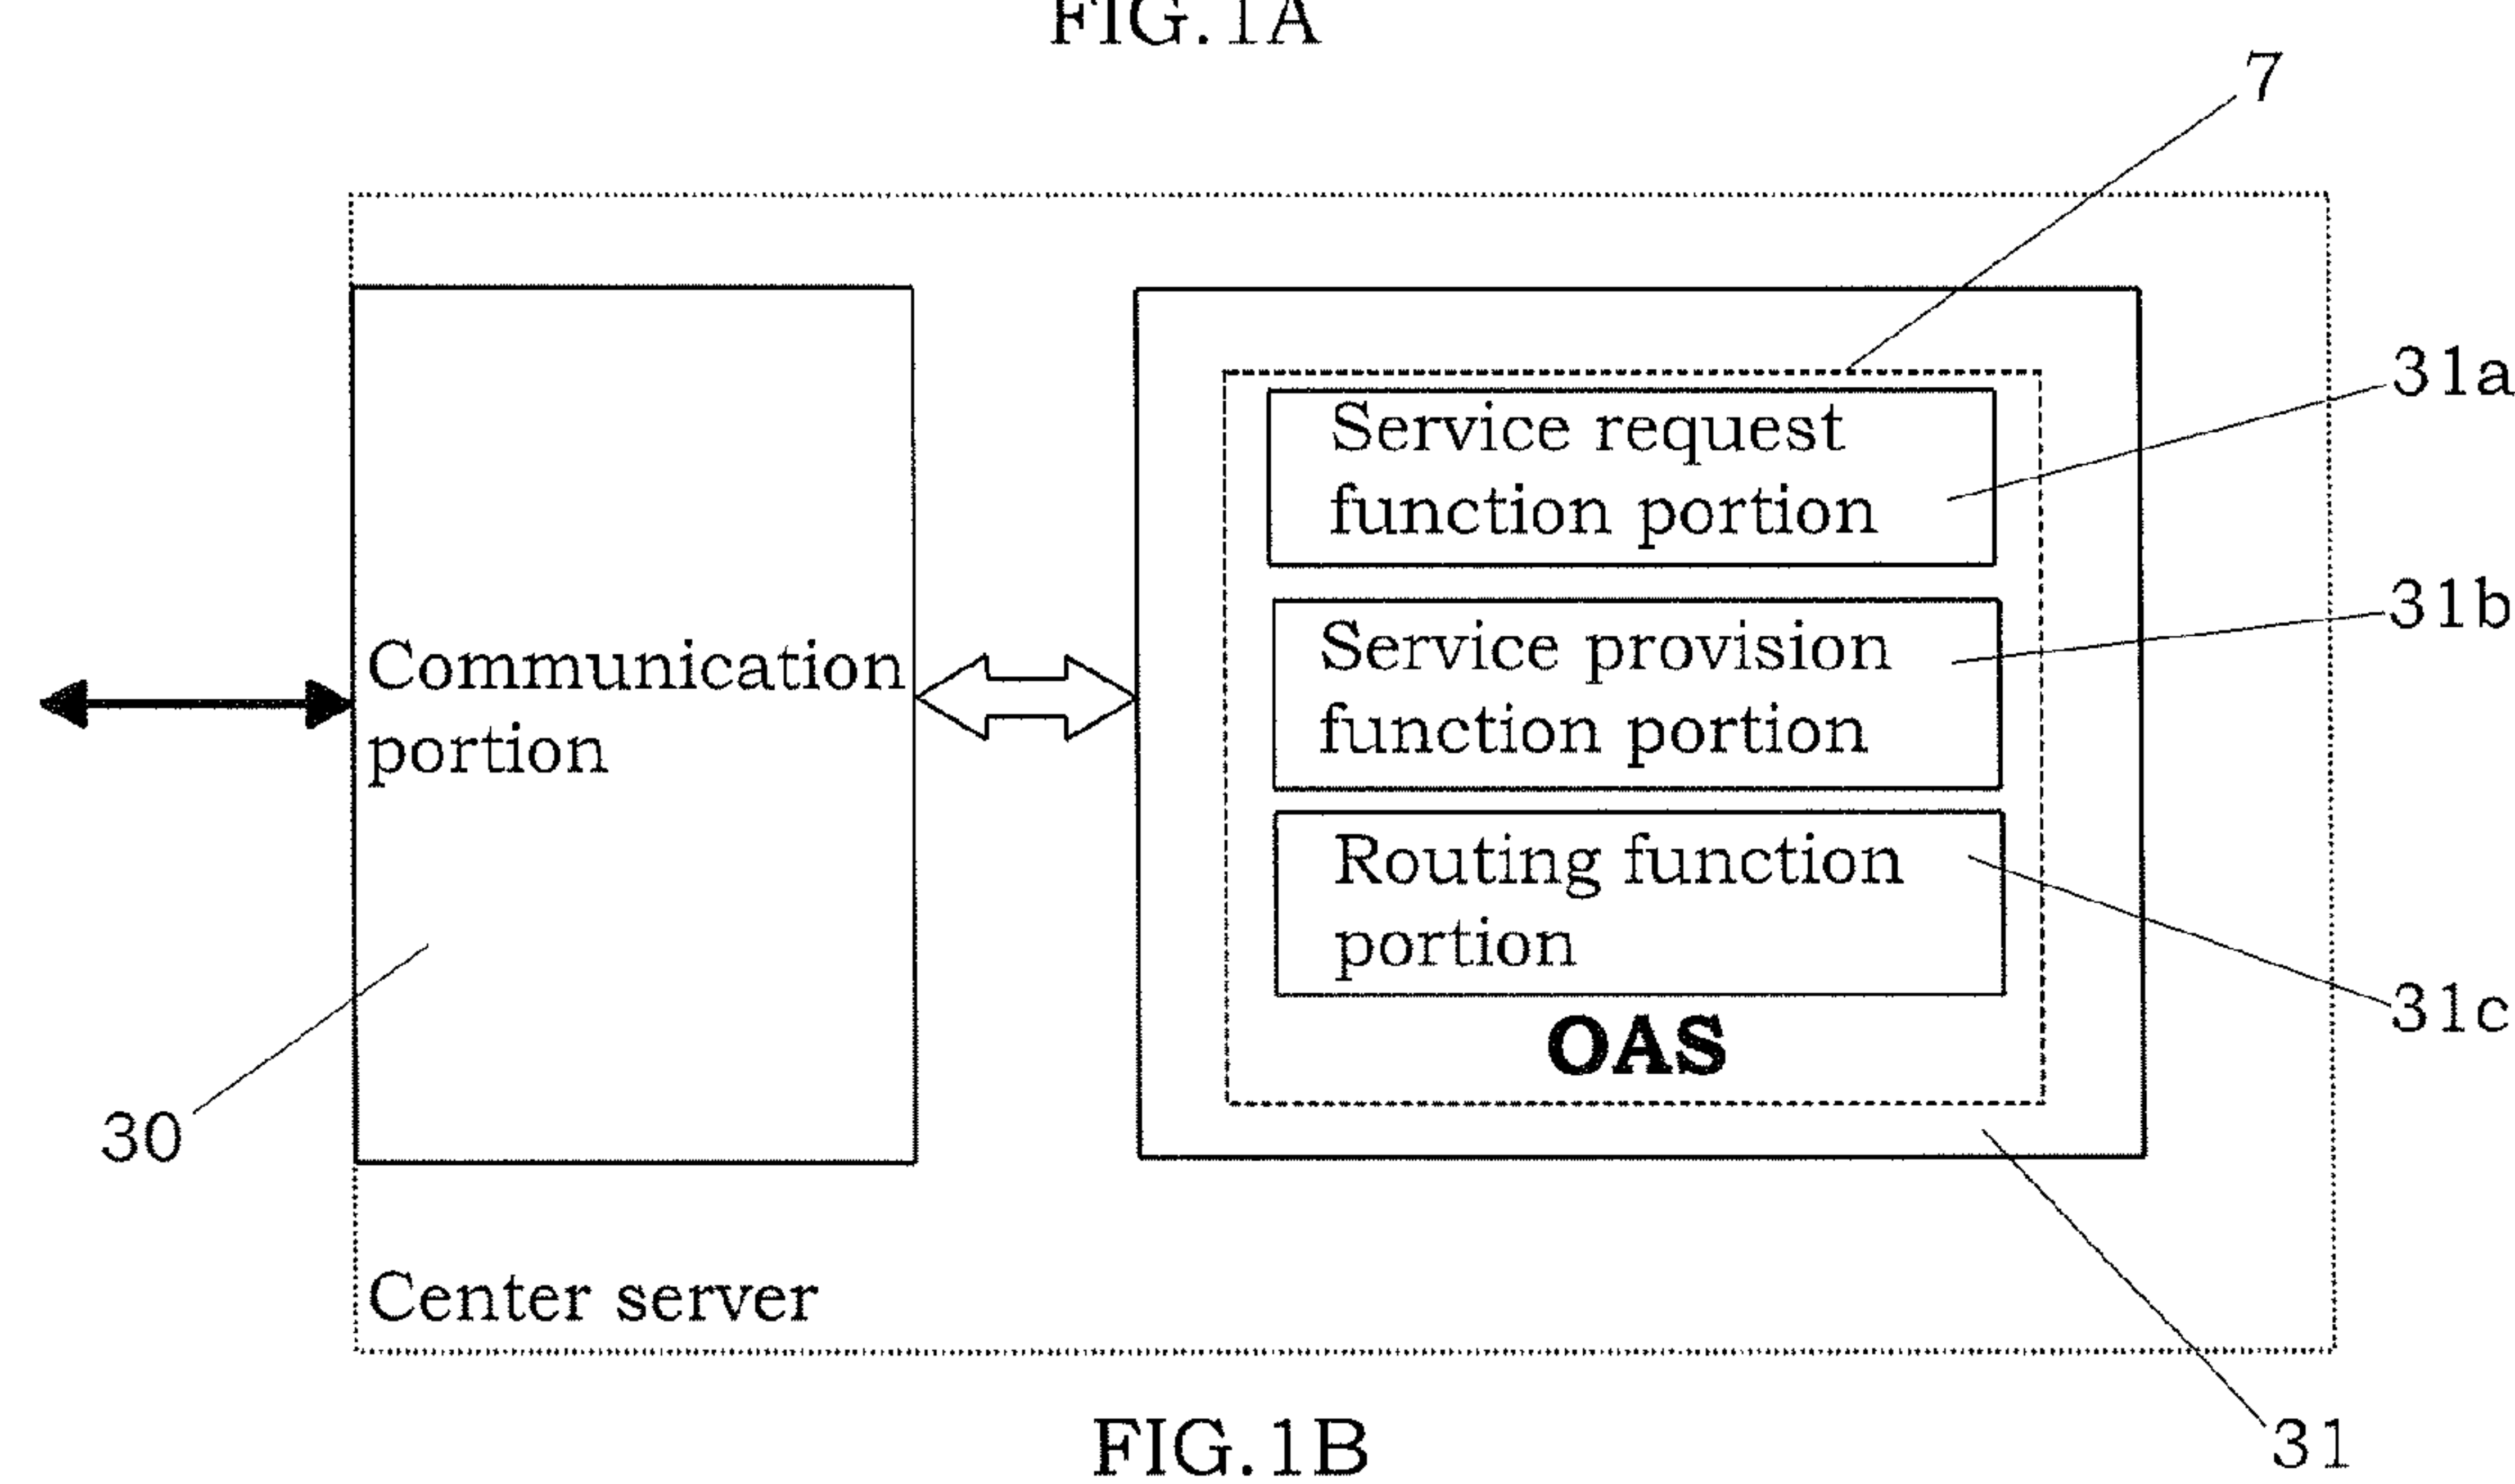 FIG.1A
7
Service request
function portion
31a
Service provision
function portion
31b
Communication
portion
Routing function
portion
31c
OAS
30
Center server
FIG.1B
31